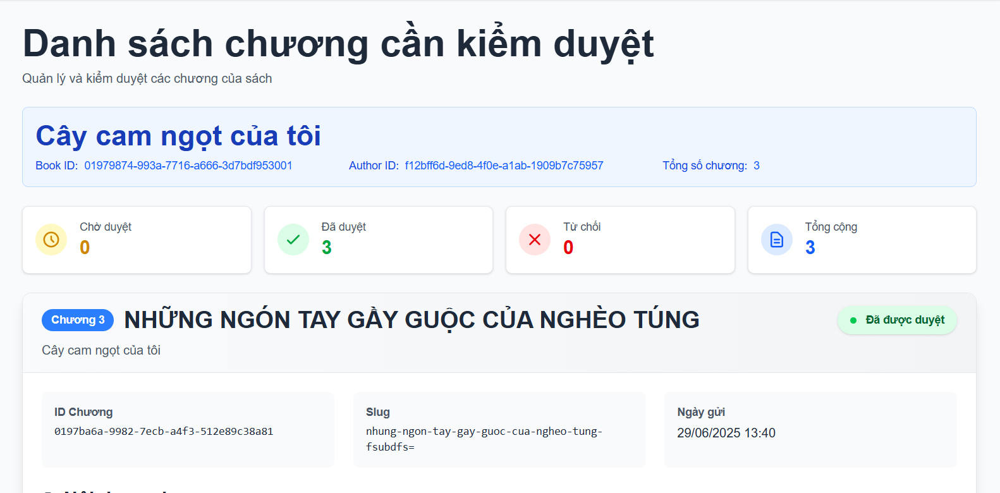 Danh sách chương cần kiểm duyệt
Quản lý và kiểm duyệt các chương của sách
Cây cam ngọt của tôi
Book ID: 01979874-993a-7716-a666-3d7bdf953001 Author ID: f12bff6d-9ed8-4f0e-a1ab-1909b7c75957 Tổng số chương: 3
Chờ duyệt
0
Đã duyệt
3
Từ chối
0
Tổng cộng
3
Chương 3 NHỮNG NGÓN TAY GẦY GUỘC CỦA NGHÈO TÚNG Đã được duyệt
Cây cam ngọt của tôi
ID Chương
0197ba6a-9982-7ecb-a4f3-512e89c38a81
Slug
nhung-ngon-tay-gay-guoc-cua-ngheo-tung-
fsubdfs=
Ngày gửi
29/06/2025 13:40